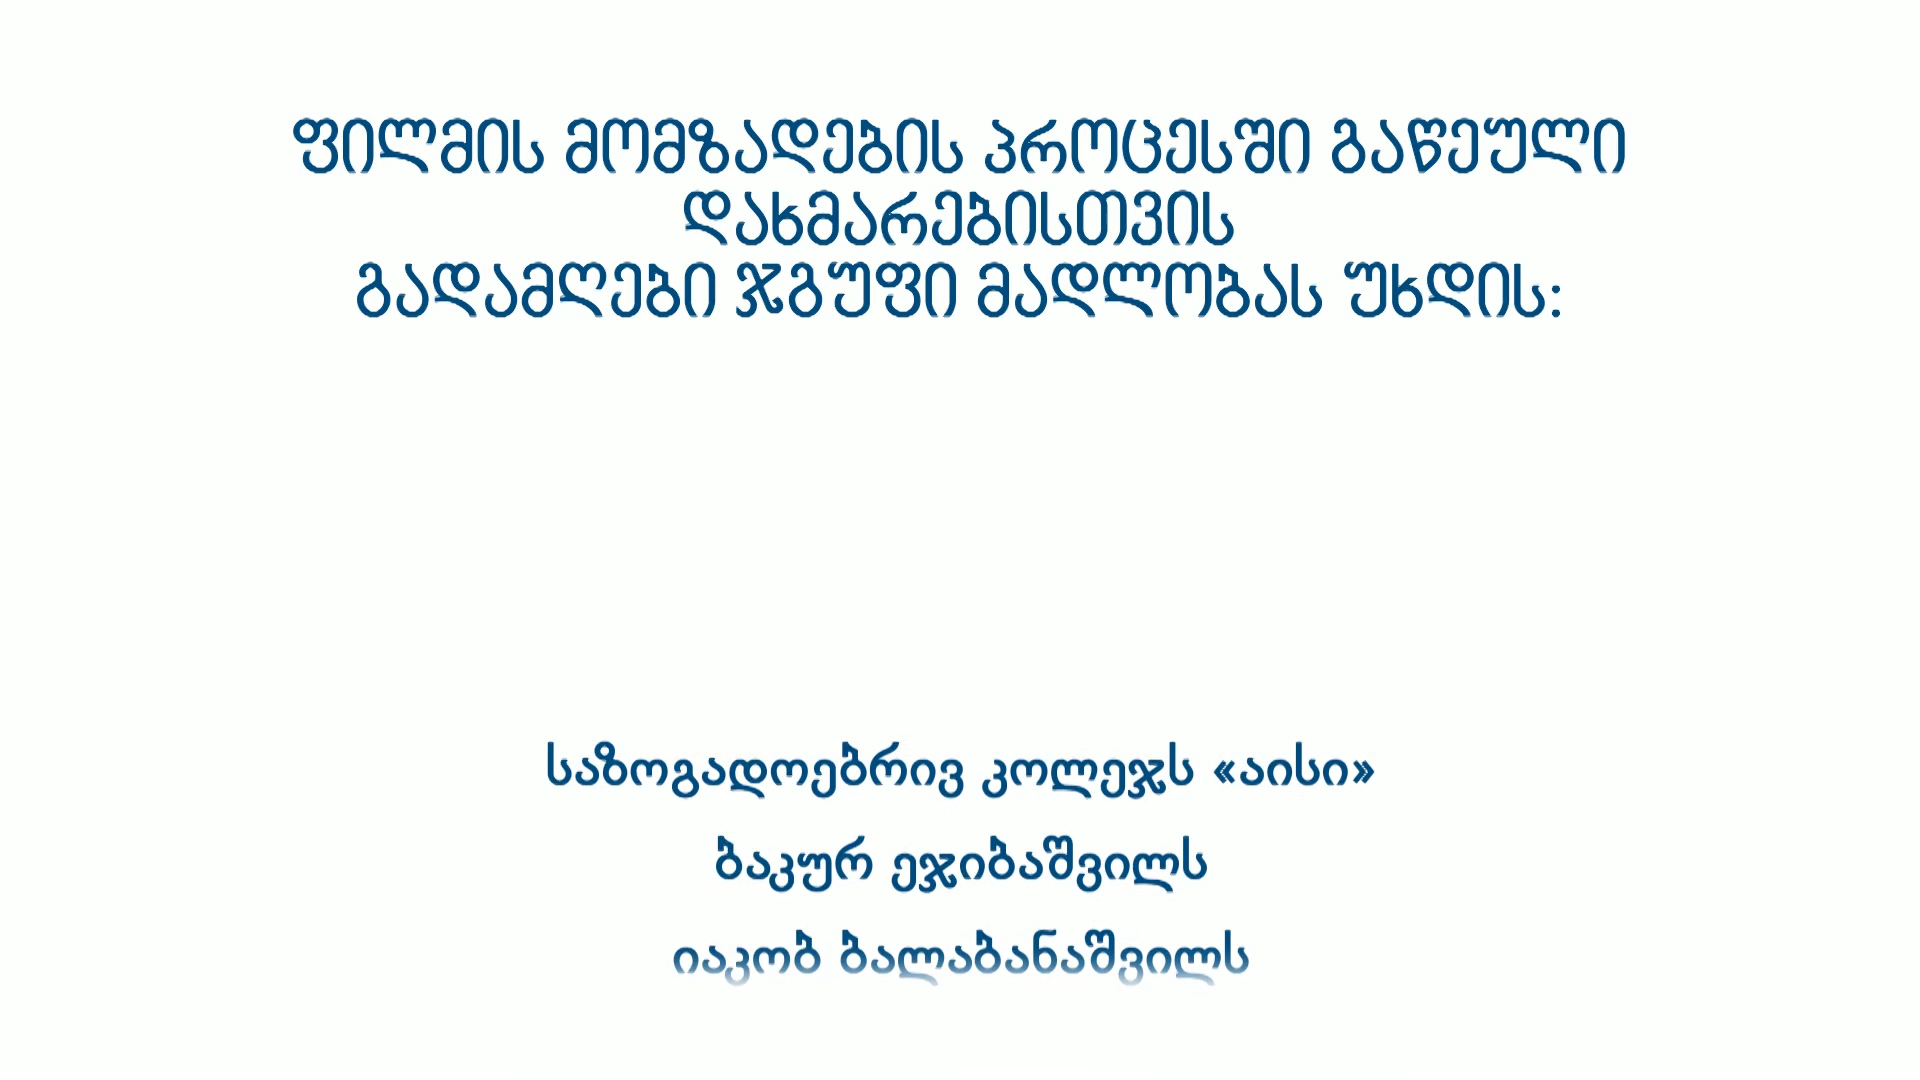 ფილმის მომზადების პროცესში გაწეული
დახმარებისთვის
გადამღები ჯგუფი მადლობას უხდის:
საზოგადოებრივ კოლეჯს «აისი»
ბაკურ ეჯიბაშვილს
იაკობ ბალაბანაშვილს